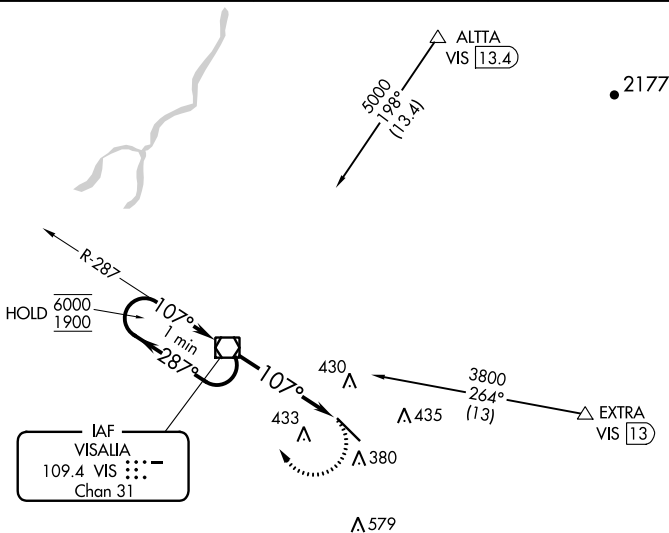 ALTTA
VIS 13.4
5000
198°
(13.4)
2177
R-287
HOLD 6000
1900
107°
1 min
287°
107°
430
433
435
380
579
3800
264°
(13)
EXTRA
VIS 13
IAF
VISALIA
109.4 VIS
Chan 31